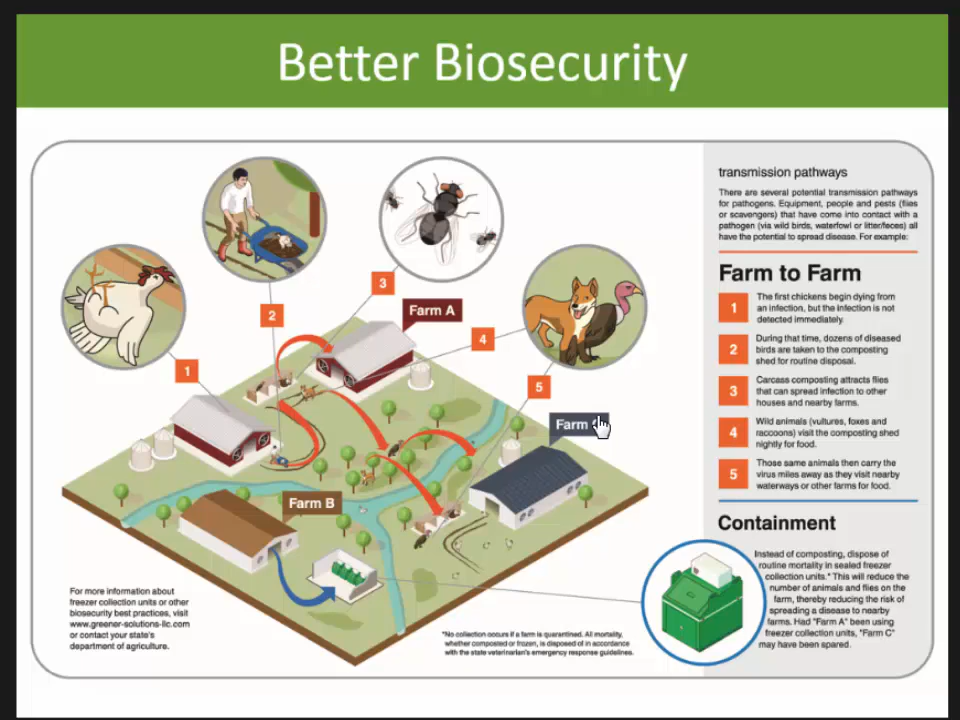 Better Biosecurity
transmission pathways
There are several potential transmission pathways
for pathogens. Equipment, people and pests (flies
or scavengers) that have come into contact with a
pathogen (via wild birds, waterfowl or litter/feces) all
have the potential to spread disease. For example:
Farm to Farm
1
The first chickens begin dying from
an infection, but the infection is not
detected immediately.
2
During that time, dozens of diseased
birds are taken to the composting
shed for routine disposal.
3
Carcass composting attracts flies
that can spread infection to other
houses and nearby farms.
4
Wild animals (vultures, foxes and
raccoons) visit the composting shed
nightly for food.
5
Those same animals then carry the
virus miles away as they visit nearby
waterways or other farms for food.
Containment
Instead of composting, dispose of
routine mortality in sealed freezer
collection units.* This will reduce the
number of animals and flies on the
farm, thereby reducing the risk of
spreading a disease to nearby
farms. Had "Farm A" been using
freezer collection units, "Farm C"
may have been spared.
3
Farm A
2
4
1
5
Farm
Farm B
For more information about
freezer collection units or other
biosecurity best practices, visit
www.greener-solutions-llc.com
or contact your state's
department of agriculture.
*No collection occurs if a farm is quarantined. All mortality,
whether composted or frozen, is disposed of in accordance
with the state veterinarian's emergency response guidelines.